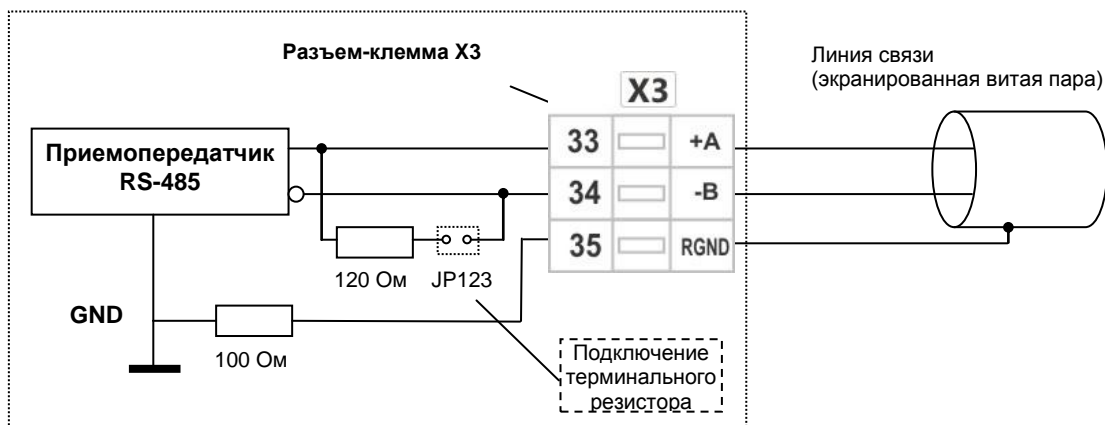 Разъем-клемма X3
Линия связи
(экранированная витая пара)
X3
Приемопередатчик
RS-485
33 +A
34 -B
35 RGND
120 Ом JP123
GND
100 Ом
Подключение
терминального
резистора